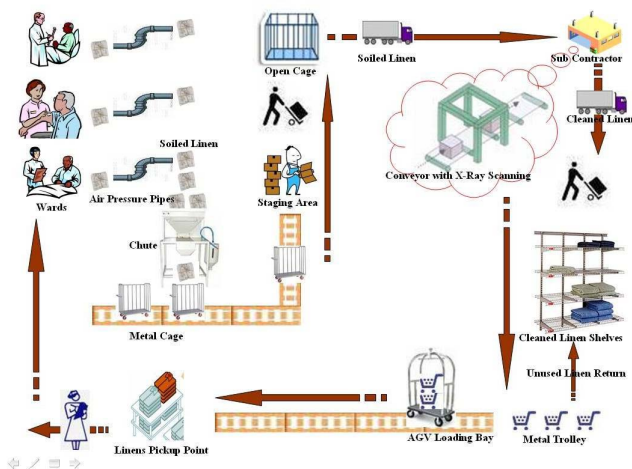 Open Cage
Soiled Linen
Sub Contractor
Cleaned Linen
Soiled Linen
Conveyor with X-Ray Scanning
Wards
Air Pressure Pipes
Staging Area
Chute
Metal Cage
Cleaned Linen Shelves
Unused Linen Return
Linens Pickup Point
AGV Loading Bay
Metal Trolley